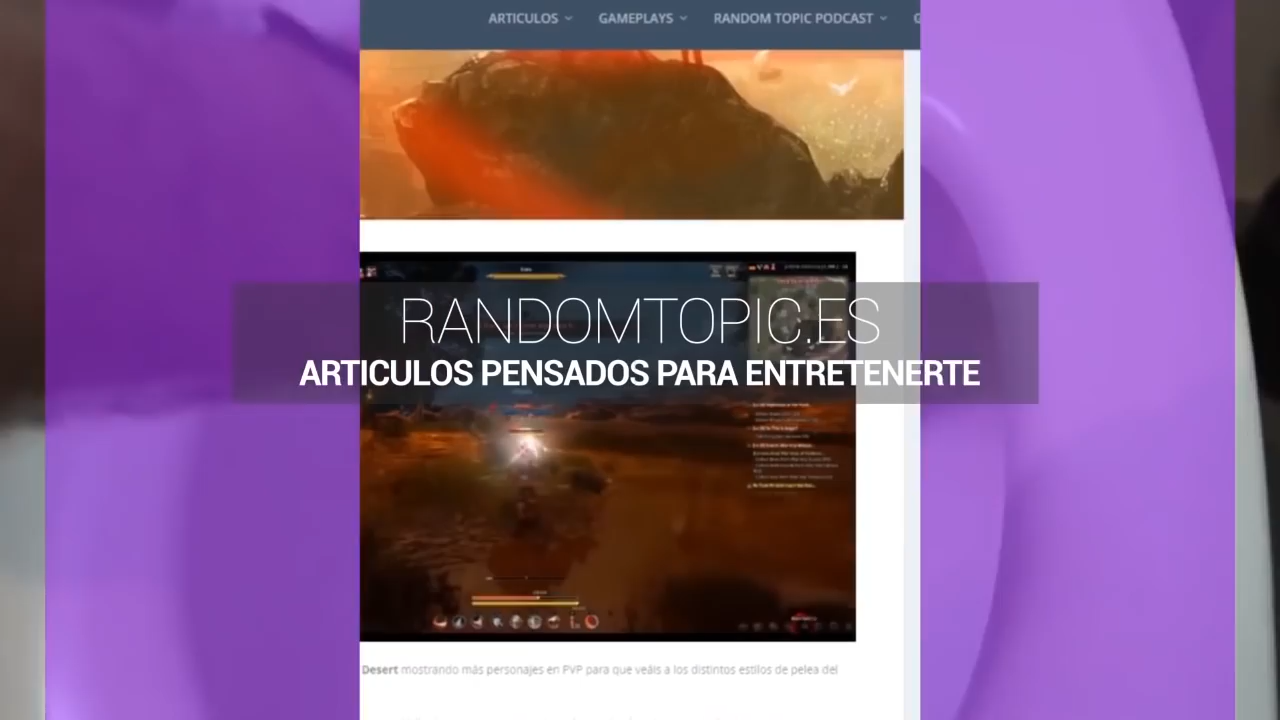 ARTICULOS GAMEPLAYS RANDOM TOPIC PODCAST
RANDOMTOPIC.ES
ARTICULOS PENSADOS PARA ENTRETENERTE
Desert mostrando más personajes en PVP para que veáis a los distintos estilos de pelea del